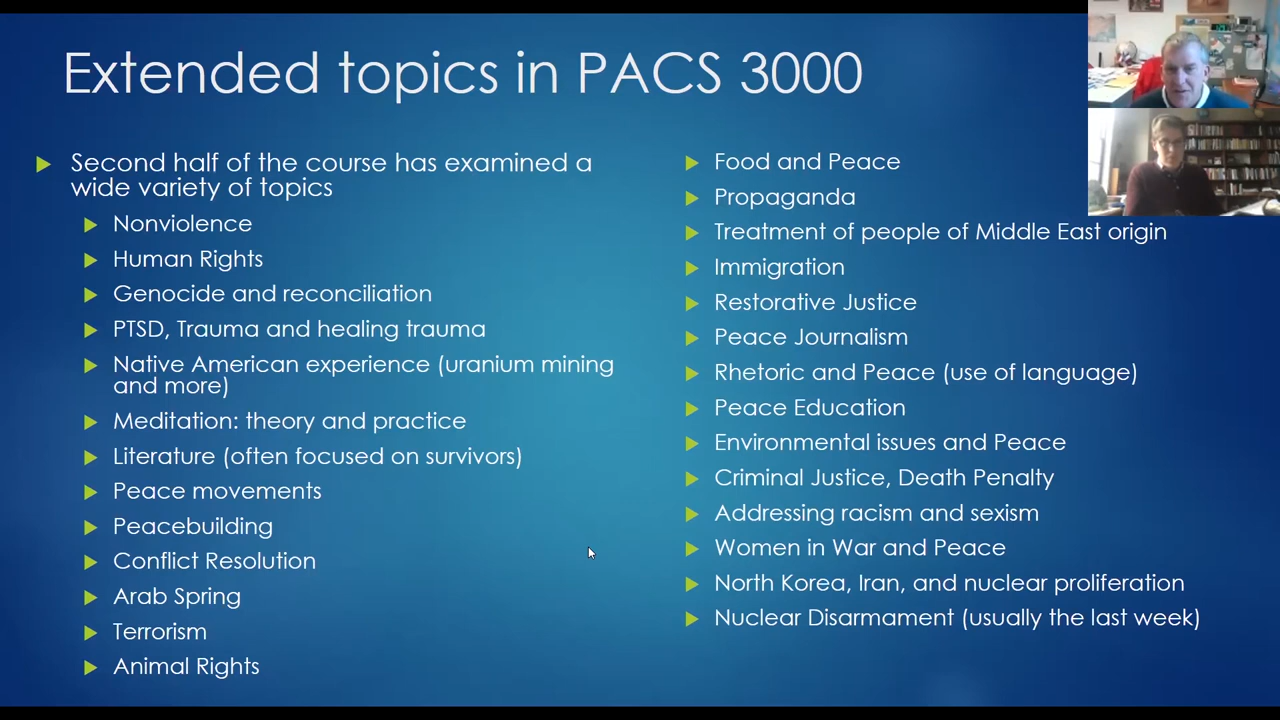 Extended topics in PACS 3000
Second half of the course has examined a
wide variety of topics
Nonviolence
Human Rights
Genocide and reconciliation
PTSD, Trauma and healing trauma
Native American experience (uranium mining
and more)
Meditation: theory and practice
Literature (often focused on survivors)
Peace movements
Peacebuilding
Conflict Resolution
Arab Spring
Terrorism
Animal Rights
Food and Peace
Propaganda
Treatment of people of Middle East origin
Immigration
Restorative Justice
Peace Journalism
Rhetoric and Peace (use of language)
Peace Education
Environmental issues and Peace
Criminal Justice, Death Penalty
Addressing racism and sexism
Women in War and Peace
North Korea, Iran, and nuclear proliferation
Nuclear Disarmament (usually the last week)